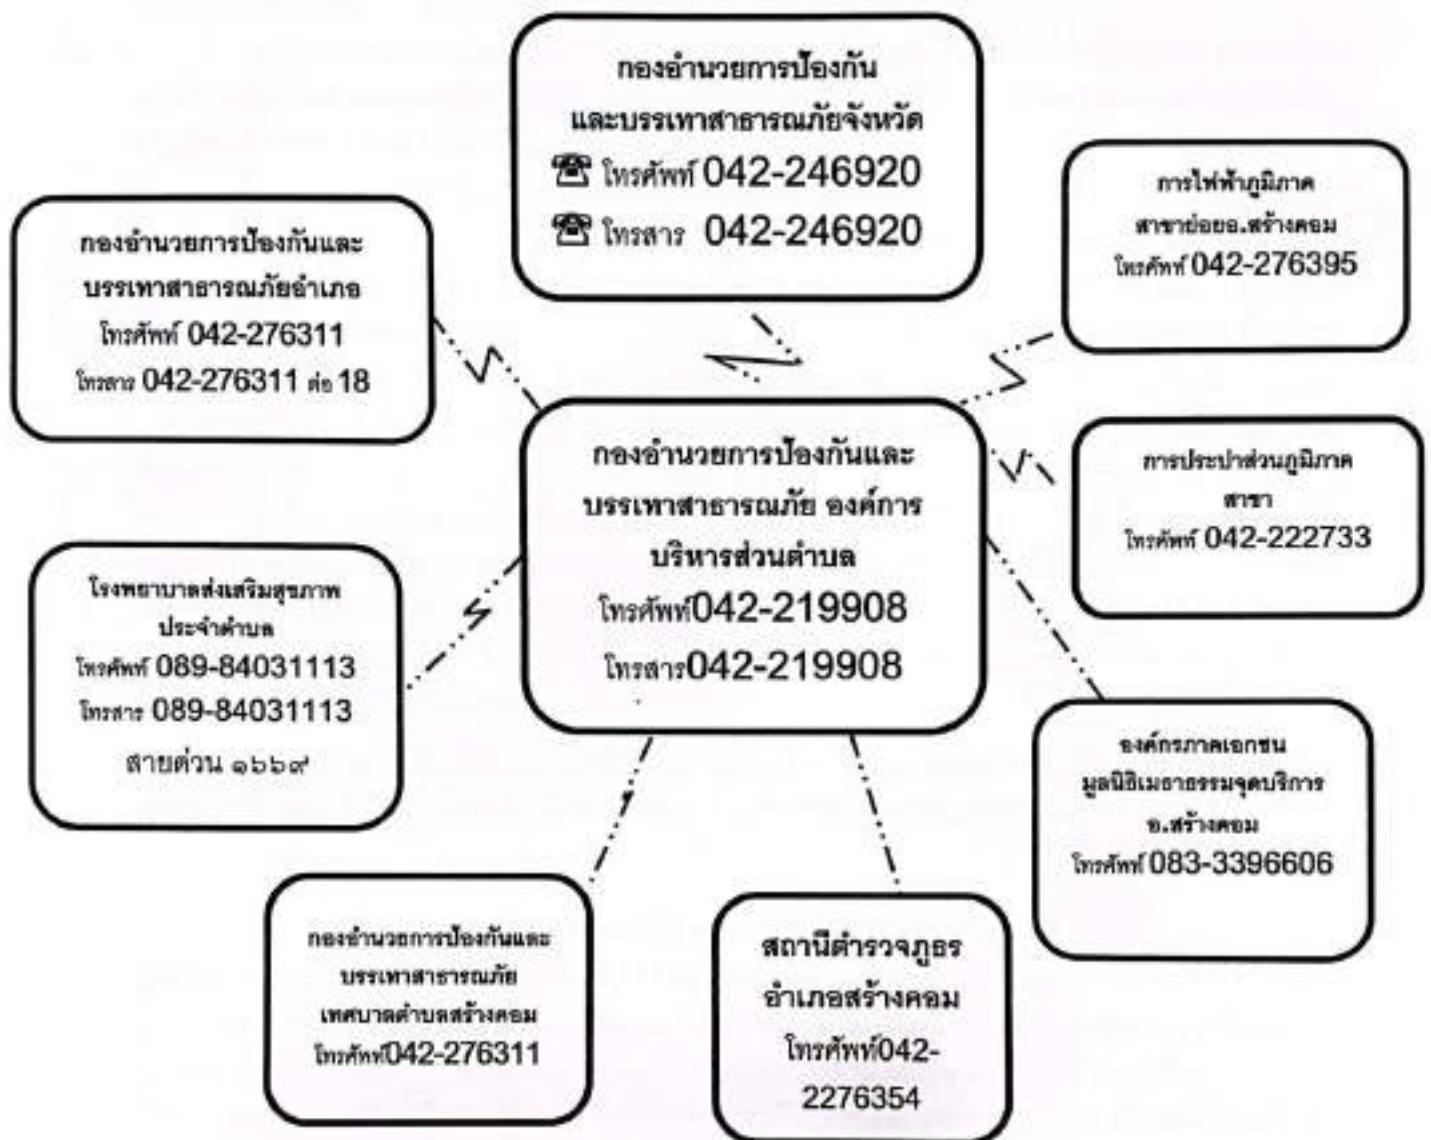 กองอำนวยการป้องกัน
และบรรเทาสาธารณภัยจังหวัด
☎ โทรศัพท์ 042-246920
☎ โทรสาร 042-246920
กองอำนวยการป้องกันและ
บรรเทาสาธารณภัยอำเภอ
โทรศัพท์ 042-276311
โทรสาร 042-276311 ต่อ 18
การไฟฟ้าภูมิภาค
สาขาย่อยอ.สร้างคอม
โทรศัพท์ 042-276395
กองอำนวยการป้องกันและ
บรรเทาสาธารณภัย องค์การ
บริหารส่วนตำบล
โทรศัพท์042-219908
โทรสาร042-219908
การประปาส่วนภูมิภาค
สาขา
โทรศัพท์ 042-222733
โรงพยาบาลส่งเสริมสุขภาพ
ประจำตำบล
โทรศัพท์ 089-84031113
โทรสาร 089-84031113
สายด่วน ๑๖๖๙
องค์กรภาคเอกชน
มูลนิธิเมธาธรรมจุดบริการ
อ.สร้างคอม
โทรศัพท์ 083-3396606
กองอำนวยการป้องกันและ
บรรเทาสาธารณภัย
เทศบาลตำบลสร้างคอม
โทรศัพท์042-276311
สถานีตำรวจภูธร
อำเภอสร้างคอม
โทรศัพท์042-
2276354